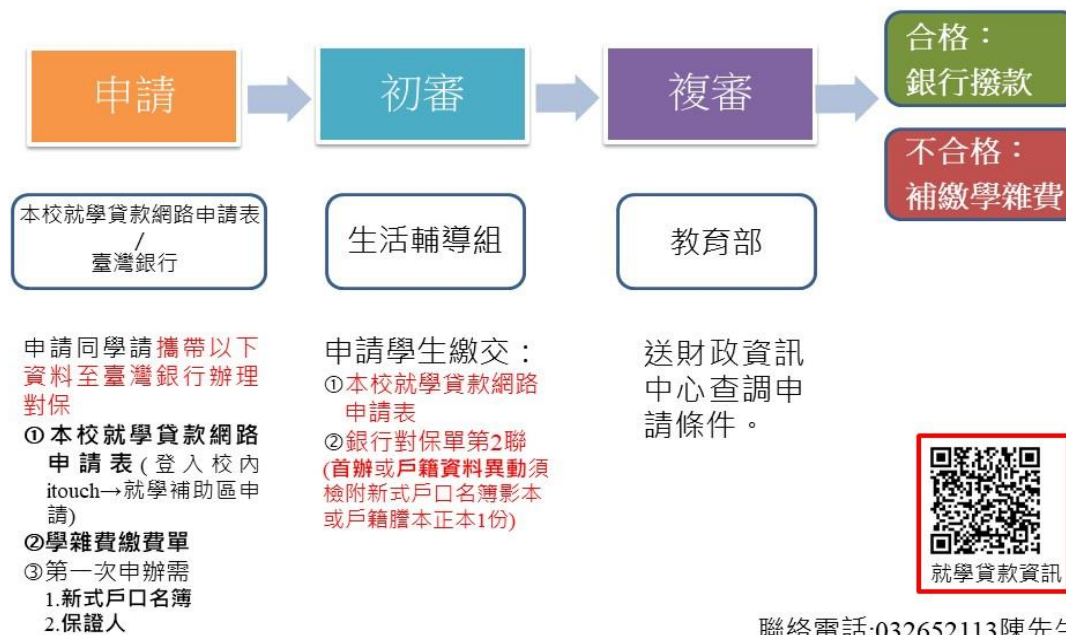 申請
初審
複審
合格：
銀行撥款
不合格：
補繳學雜費
本校就學貸款網路申請表
/
臺灣銀行
生活輔導組
教育部
申請同學請攜帶以下
資料至臺灣銀行辦理
對保
①本校就學貸款網路
申請表(登入校內
itouch→就學補助區申
請)
②學雜費繳費單
③第一次申辦需
1.新式戶口名簿
2.保證人
申請學生繳交：
①本校就學貸款網路
申請表
②銀行對保單第2聯
(首辦或戶籍資料異動須
檢附新式戶口名簿影本
或戶籍謄本正本1份)
送財政資訊
中心查調申
請條件。
就學貸款資訊
聯絡電話:032652113陳先生